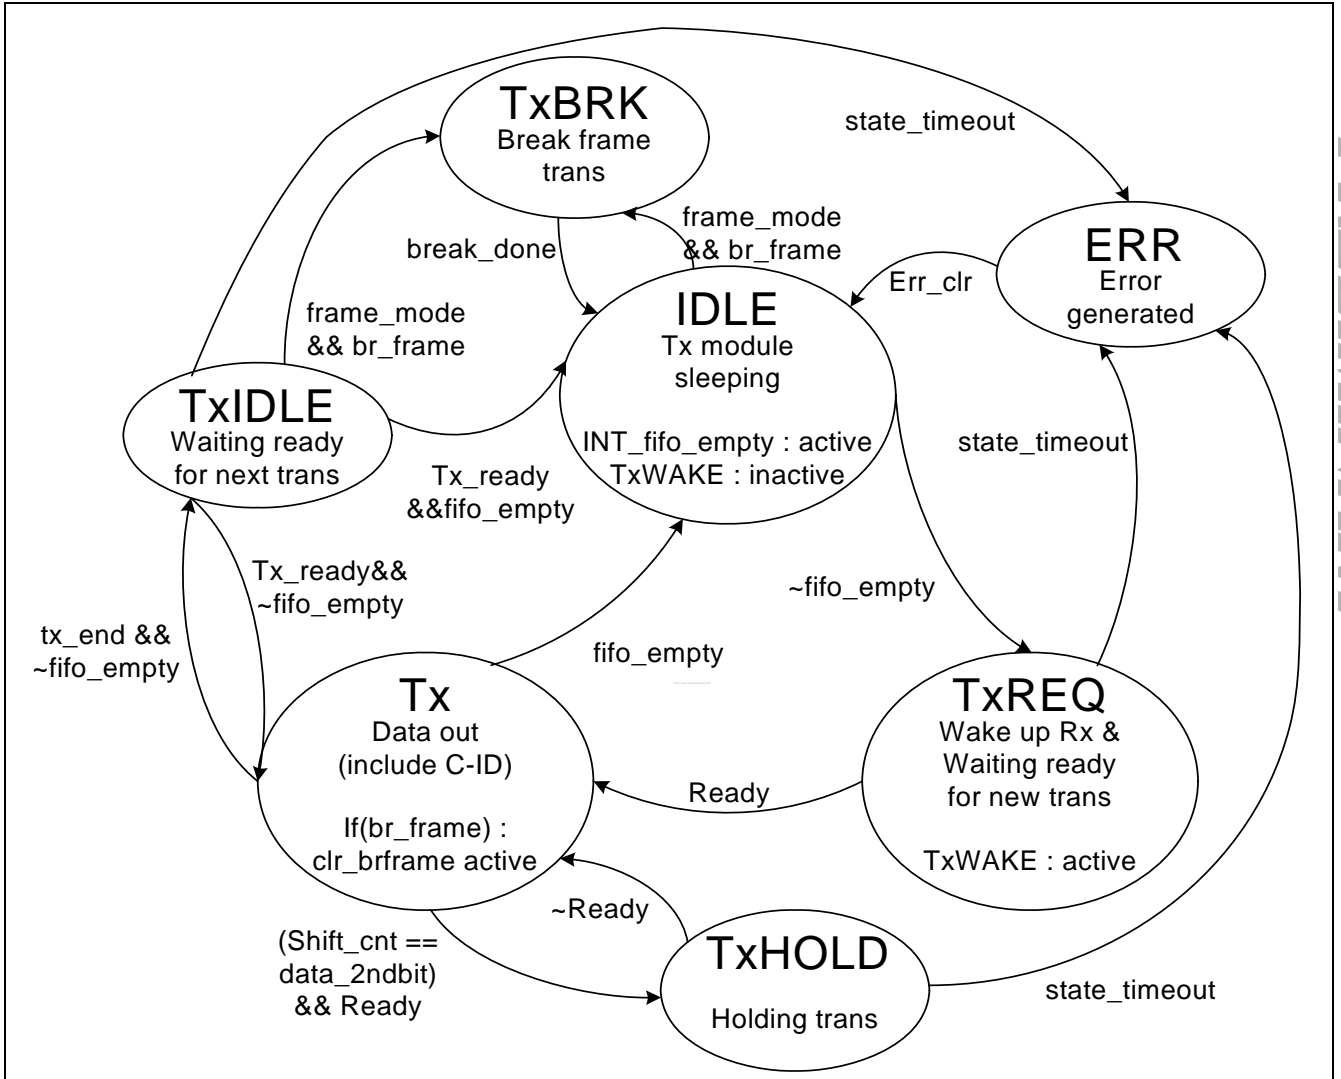 TxBRK
Break frame
trans
state_timeout
frame_mode
&& br_frame
break_done
ERR
Error
generated
Err_clr
IDLE
Tx module
sleeping
INT_fifo_empty : active
TxWAKE : inactive
frame_mode
&& br_frame
TxIDLE
Waiting ready
for next trans
Tx_ready
&&fifo_empty
state_timeout
Tx_ready&&
~fifo_empty
~fifo_empty
tx_end &&
~fifo_empty
fifo_empty
Tx
Data out
(include C-ID)
If(br_frame) :
clr_brframe active
TxREQ
Wake up Rx &
Waiting ready
for new trans
TxWAKE : active
Ready
~Ready
(Shift_cnt ==
data_2ndbit)
&& Ready
TxHOLD
Holding trans
state_timeout